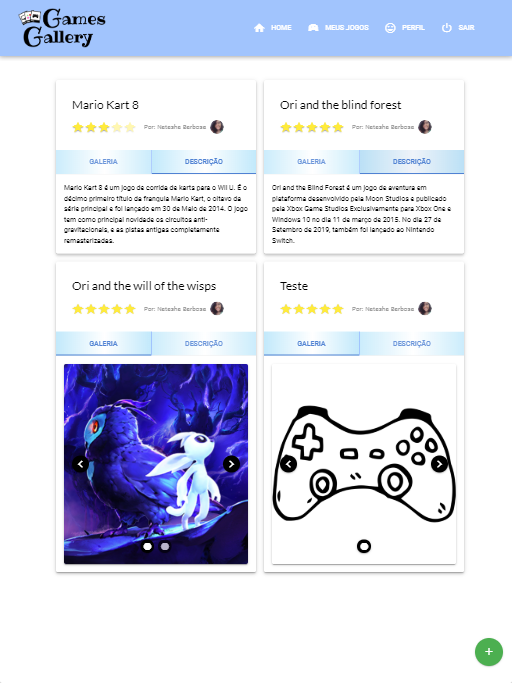 Games
Gallery
HOME
MEUS JOGOS
PERFIL
SAIR
Mario Kart 8
Por: Natashe Barbosa
GALERIA
DESCRIÇÃO
Mario Kart 8 é um jogo de corrida de karts para o Wii U. É o
décimo primeiro título da franquia Mario Kart, o oitavo da
série principal e foi lançado em 30 de Maio de 2014. O jogo
tem como principal novidade os circuitos anti-
gravitacionais, e as pistas antigas completamente
remasterizadas.
Ori and the blind forest
Por: Natashe Barbosa
GALERIA
DESCRIÇÃO
Ori and the Blind Forest é um jogo de aventura em
plataforma desenvolvido pela Moon Studios e publicado
pela Xbox Game Studios Exclusivamente para Xbox One e
Windows 10 no dia 11 de março de 2015. No dia 27 de
Setembro de 2019, também foi lançado ao Nintendo
Switch.
Ori and the will of the wisps
Por: Natashe Barbosa
GALERIA
DESCRIÇÃO
Teste
Por: Natashe Barbosa
GALERIA
DESCRIÇÃO
+